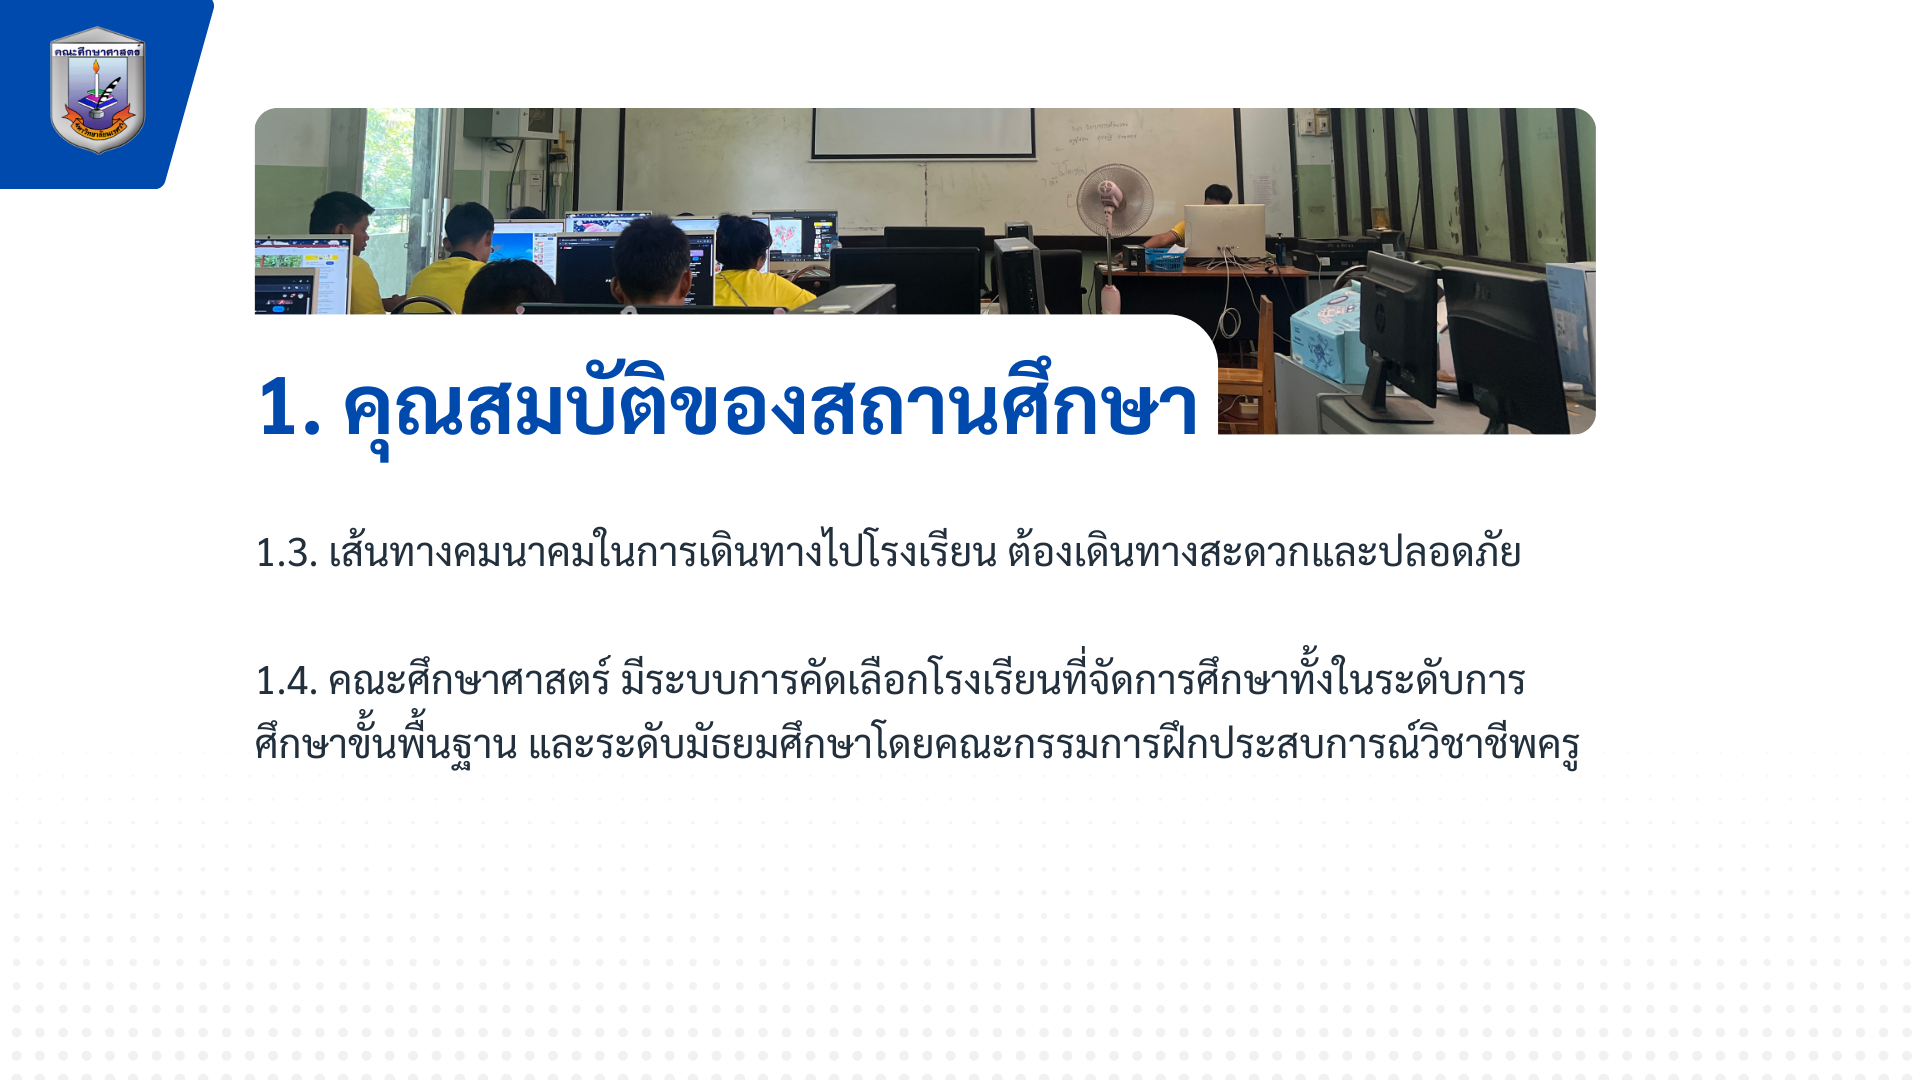 คณะศึกษาศาสตร์
1. คุณสมบัติของสถานศึกษา
1.3. เส้นทางคมนาคมในการเดินทางไปโรงเรียน ต้องเดินทางสะดวกและปลอดภัย
1.4. คณะศึกษาศาสตร์ มีระบบการคัดเลือกโรงเรียนที่จัดการศึกษาทั้งในระดับการ
ศึกษาขั้นพื้นฐาน และระดับมัธยมศึกษาโดยคณะกรรมการฝึกประสบการณ์วิชาชีพครู